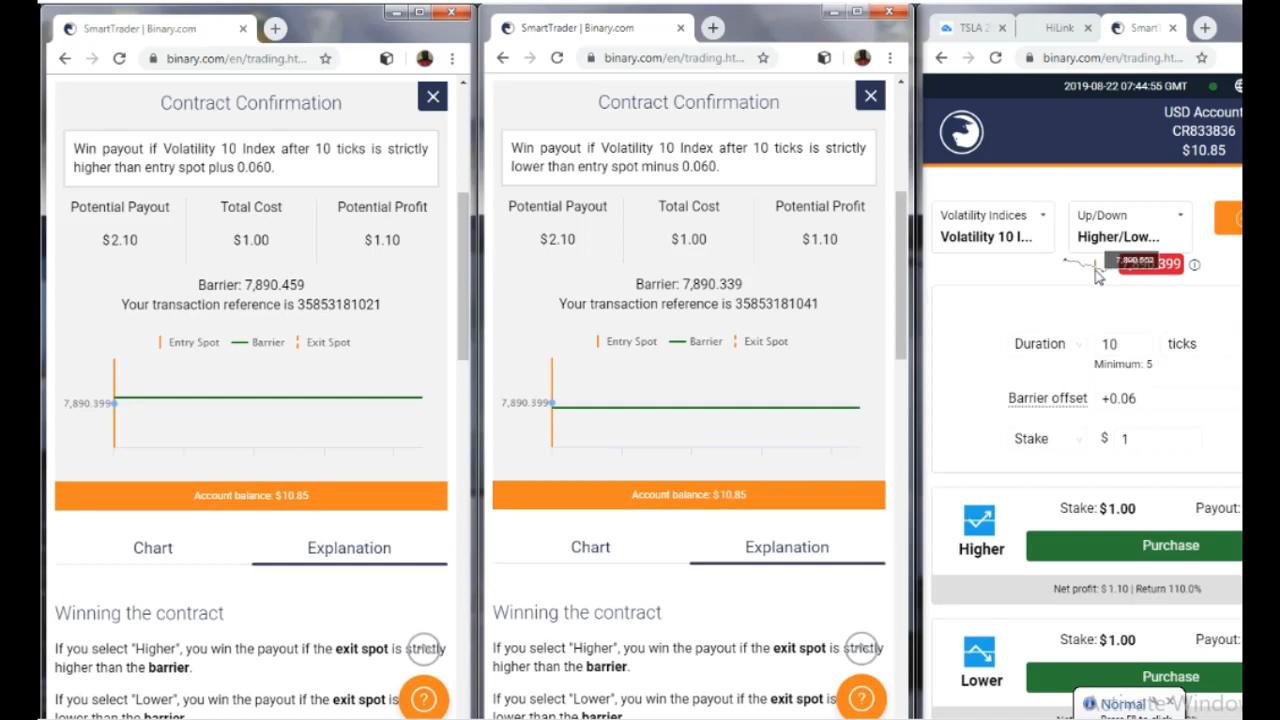 SmartTrader | Binary.com
binary.com/en/trading.ht...
Contract Confirmation
Win payout if Volatility 10 Index after 10 ticks is strictly
higher than entry spot plus 0.060.
Potential Payout Total Cost Potential Profit
$2.10 $1.00 $1.10
Barrier: 7,890.459
Your transaction reference is 35853181021
Entry Spot Barrier Exit Spot
7,890.399
Account balance: $10.85
Chart Explanation
Winning the contract
If you select "Higher", you win the payout if the exit spot is strictly
higher than the barrier.
If you select "Lower", you win the payout if the exit spot is
lower than the barrier.
?
SmartTrader | Binary.com
binary.com/en/trading.ht...
Contract Confirmation
Win payout if Volatility 10 Index after 10 ticks is strictly
lower than entry spot minus 0.060.
Potential Payout Total Cost Potential Profit
$2.10 $1.00 $1.10
Barrier: 7,890.339
Your transaction reference is 35853181041
Entry Spot Barrier Exit Spot
7,890.399
Account balance: $10.85
Chart Explanation
Winning the contract
If you select "Higher", you win the payout if the exit spot is strictly
higher than the barrier.
If you select "Lower", you win the payout if the exit spot is
lower than the barrier.
?
TSLA 2 HiLink Smart
binary.com/en/trading.ht...
2019-08-22 07:44:55 GMT
USD Account
CR833836
$10.85
Volatility Indices Up/Down
Volatility 10 I... Higher/Low...
399
Duration 10 ticks
Minimum: 5
Barrier offset +0.06
Stake $ 1
Stake: $1.00 Payout:
Higher Purchase
Net profit: $1.10 | Return 110.0%
Stake: $1.00 Payout:
Lower Purchase
Normal